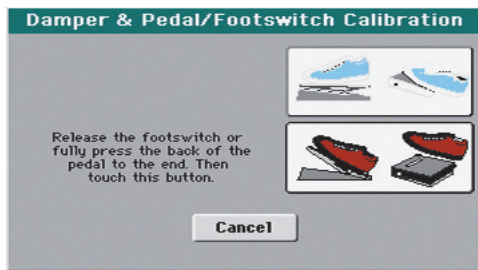 Damper & Pedal/Footswitch Calibration
Release the footswitch or
fully press the back of the
pedal to the end. Then
touch this button.
Cancel